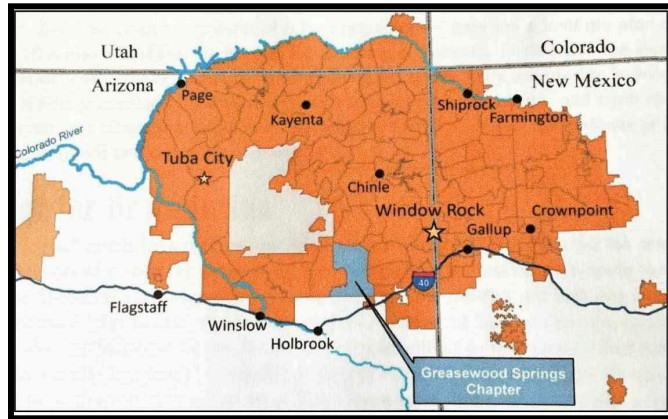 Utah
Colorado
Arizona
New Mexico
Page
Shiprock
Farmington
Kayenta
Colorado River
Tuba City
Chinle
Window Rock
Crownpoint
Gallup
40
Flagstaff
Winslow
Holbrook
Greasewood Springs
Chapter